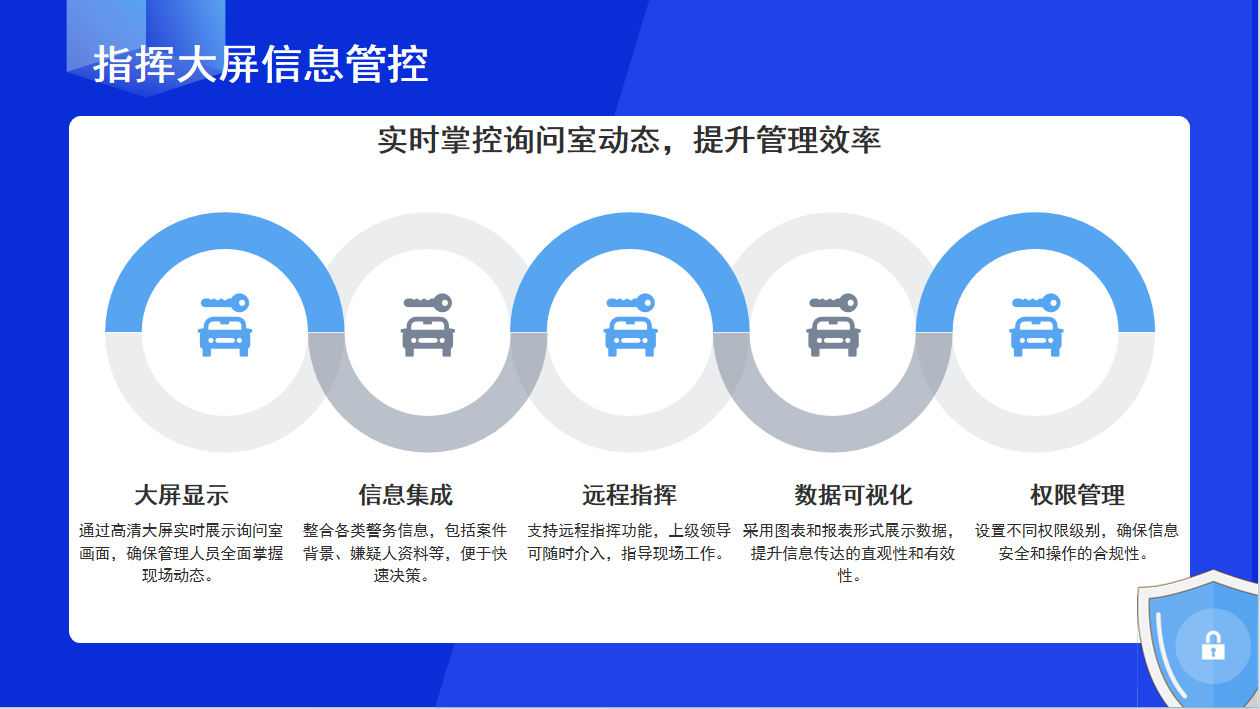 指挥大屏信息管控
实时掌控询问室动态，提升管理效率
大屏显示
通过高清大屏实时展示询问室
画面，确保管理人员全面掌握
现场动态。
信息集成
整合各类警务信息，包括案件
背景、嫌疑人资料等，便于快
速决策。
远程指挥
支持远程指挥功能，上级领导
可随时介入，指导现场工作。
数据可视化
采用图表和报表形式展示数据，
提升信息传达的直观性和有效
性。
权限管理
设置不同权限级别，确保信息
安全和操作的合规性。